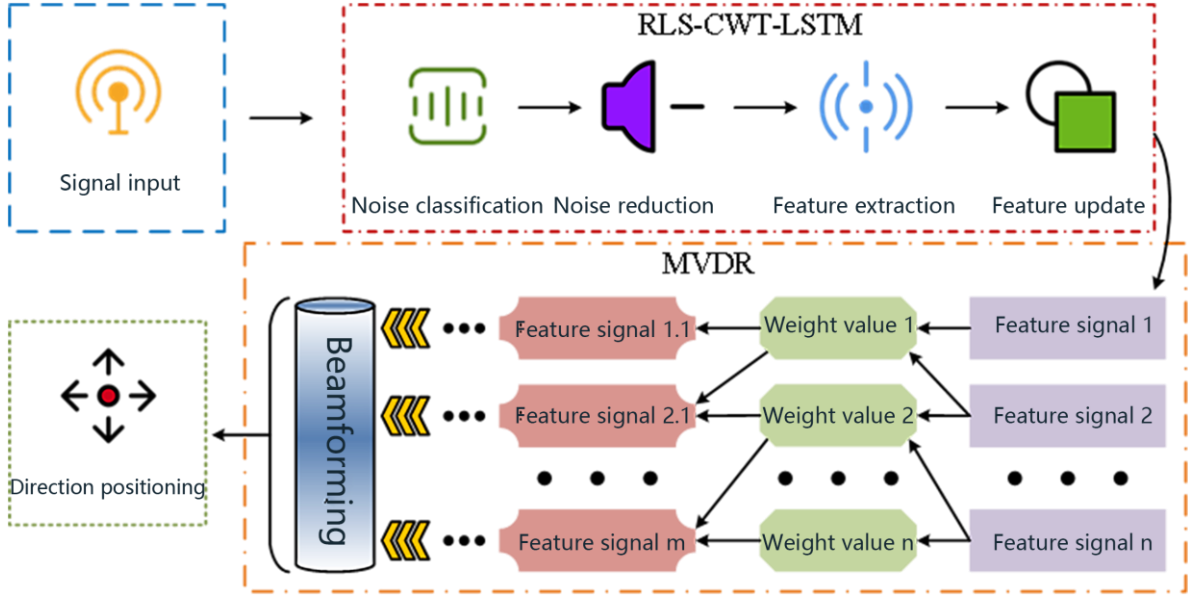 RLS-CWT-LSTM
Signal input
Noise classification
Noise reduction
Feature extraction
Feature update
MVDR
Beamforming
Feature signal 1.1
Weight value 1
Feature signal 1
Feature signal 2.1
Weight value 2
Feature signal 2
Direction positioning
Feature signal m
Weight value n
Feature signal n